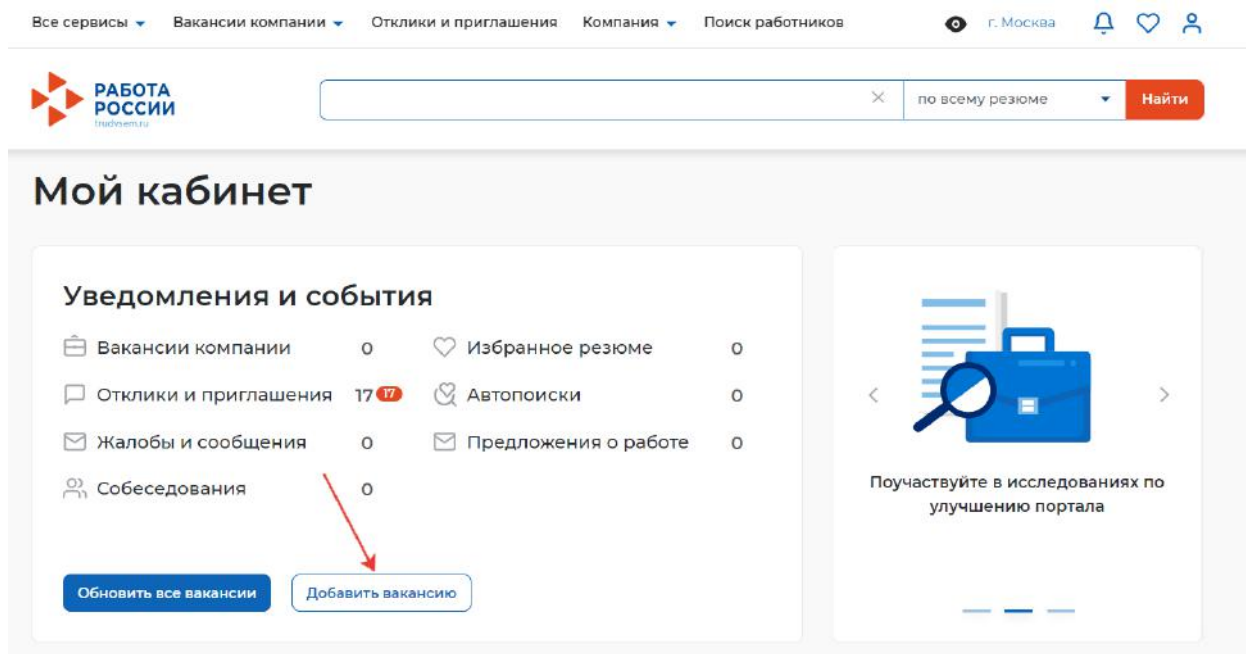 Все сервисы Вакансии компании Отклики и приглашения Компания Поиск работников г. Москва
РАБОТА
РОССИИ
trudvsem.ru
по всему резюме Найти
Мой кабинет
Уведомления и события
Вакансии компании 0 Избранное резюме 0
Отклики и приглашения 17 17 Автопоиски 0
Жалобы и сообщения 0 Предложения о работе 0
Собеседования 0
Обновить все вакансии Добавить вакансию
Поучаствуйте в исследованиях по
улучшению портала